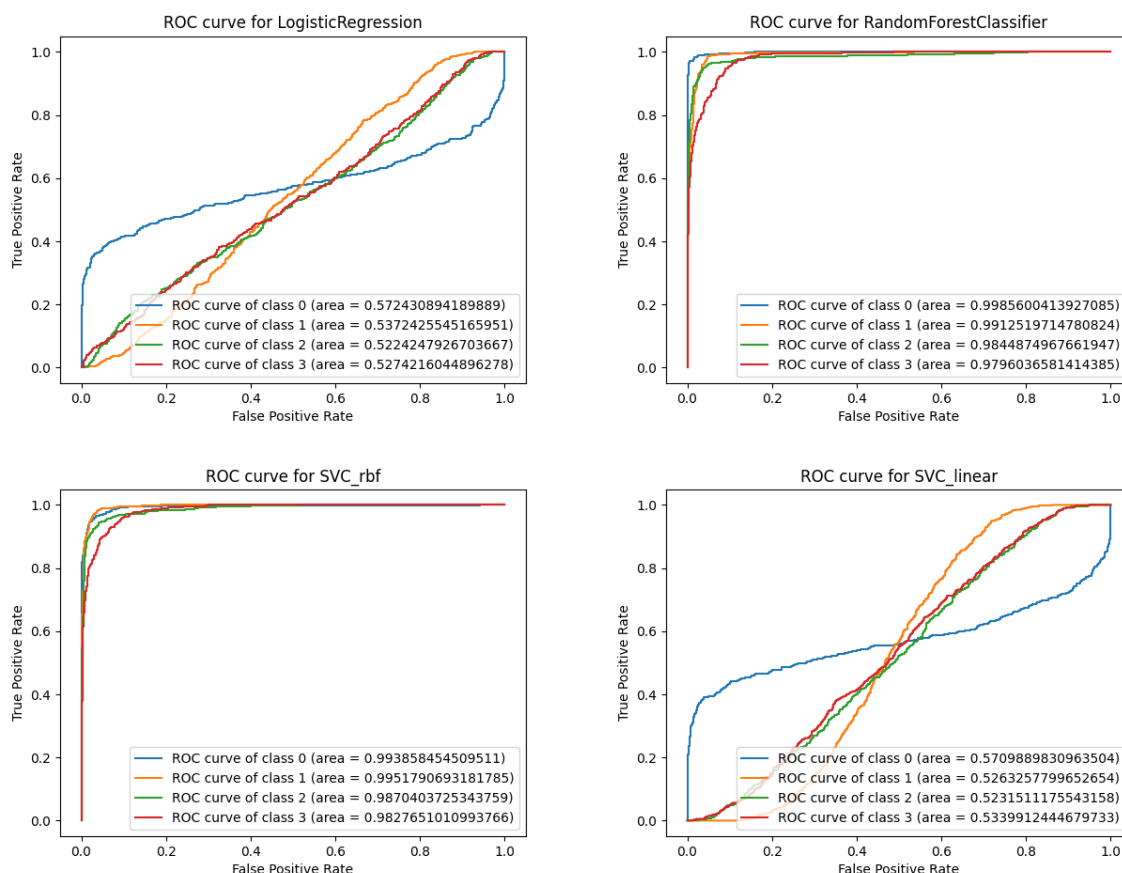 ROC curve for LogisticRegression
True Positive Rate
1.0
0.8
0.6
0.4
0.2
0.0
ROC curve of class 0 (area = 0.572430894189889)
ROC curve of class 1 (area = 0.5372425545165951)
ROC curve of class 2 (area = 0.5224247926703667)
ROC curve of class 3 (area = 0.5274216044896278)
0.0 0.2 0.4 0.6 0.8 1.0
False Positive Rate
ROC curve for RandomForestClassifier
True Positive Rate
1.0
0.8
0.6
0.4
0.2
0.0
ROC curve of class 0 (area = 0.9985600413927085)
ROC curve of class 1 (area = 0.9912519714780824)
ROC curve of class 2 (area = 0.9844874967661947)
ROC curve of class 3 (area = 0.9796036581414385)
0.0 0.2 0.4 0.6 0.8 1.0
False Positive Rate
ROC curve for SVC_rbf
True Positive Rate
1.0
0.8
0.6
0.4
0.2
0.0
ROC curve of class 0 (area = 0.993858454509511)
ROC curve of class 1 (area = 0.9951790693181785)
ROC curve of class 2 (area = 0.9870403725343759)
ROC curve of class 3 (area = 0.9827651010993766)
0.0 0.2 0.4 0.6 0.8 1.0
False Positive Rate
ROC curve for SVC_linear
True Positive Rate
1.0
0.8
0.6
0.4
0.2
0.0
ROC curve of class 0 (area = 0.5709889830963504)
ROC curve of class 1 (area = 0.5263257799652654)
ROC curve of class 2 (area = 0.5231511175543158)
ROC curve of class 3 (area = 0.5339912444679733)
0.0 0.2 0.4 0.6 0.8 1.0
False Positive Rate